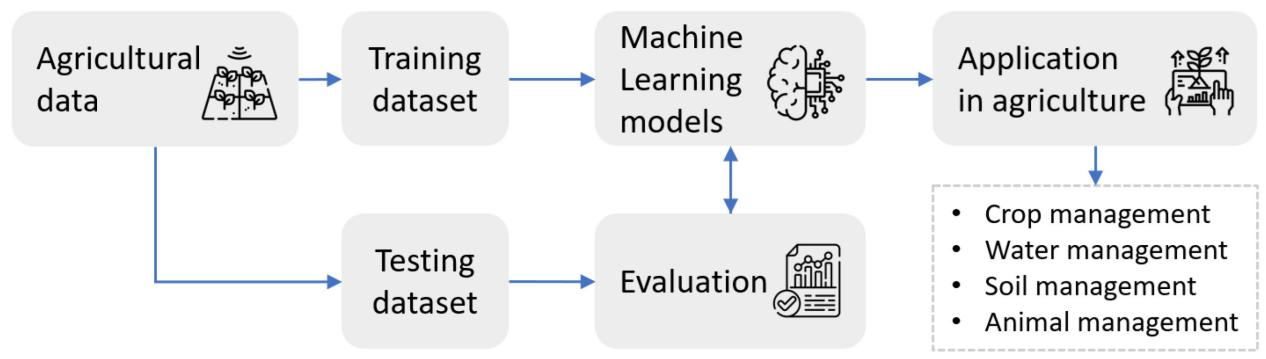 Agricultural
data
Training
dataset
Machine
Learning
models
Application
in agriculture
Testing
dataset
Evaluation
• Crop management
• Water management
• Soil management
• Animal management